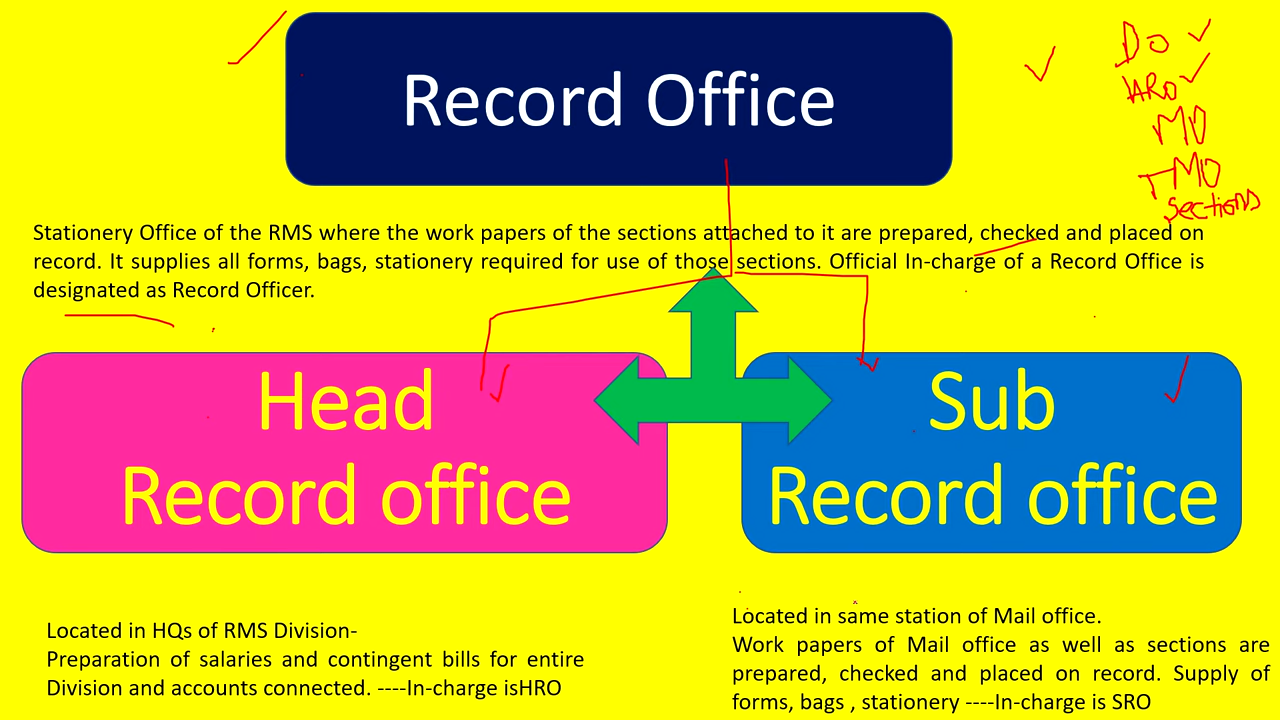 Record Office
DO
HRO
MO
TMO
Sections
Stationery Office of the RMS where the work papers of the sections attached to it are prepared, checked and placed on
record. It supplies all forms, bags, stationery required for use of those sections. Official In-charge of a Record Office is
designated as Record Officer.
Head
Record office
Sub
Record office
Located in HQs of RMS Division-
Preparation of salaries and contingent bills for entire
Division and accounts connected. ----In-charge isHRO
Located in same station of Mail office.
Work papers of Mail office as well as sections are
prepared, checked and placed on record. Supply of
forms, bags , stationery ----In-charge is SRO